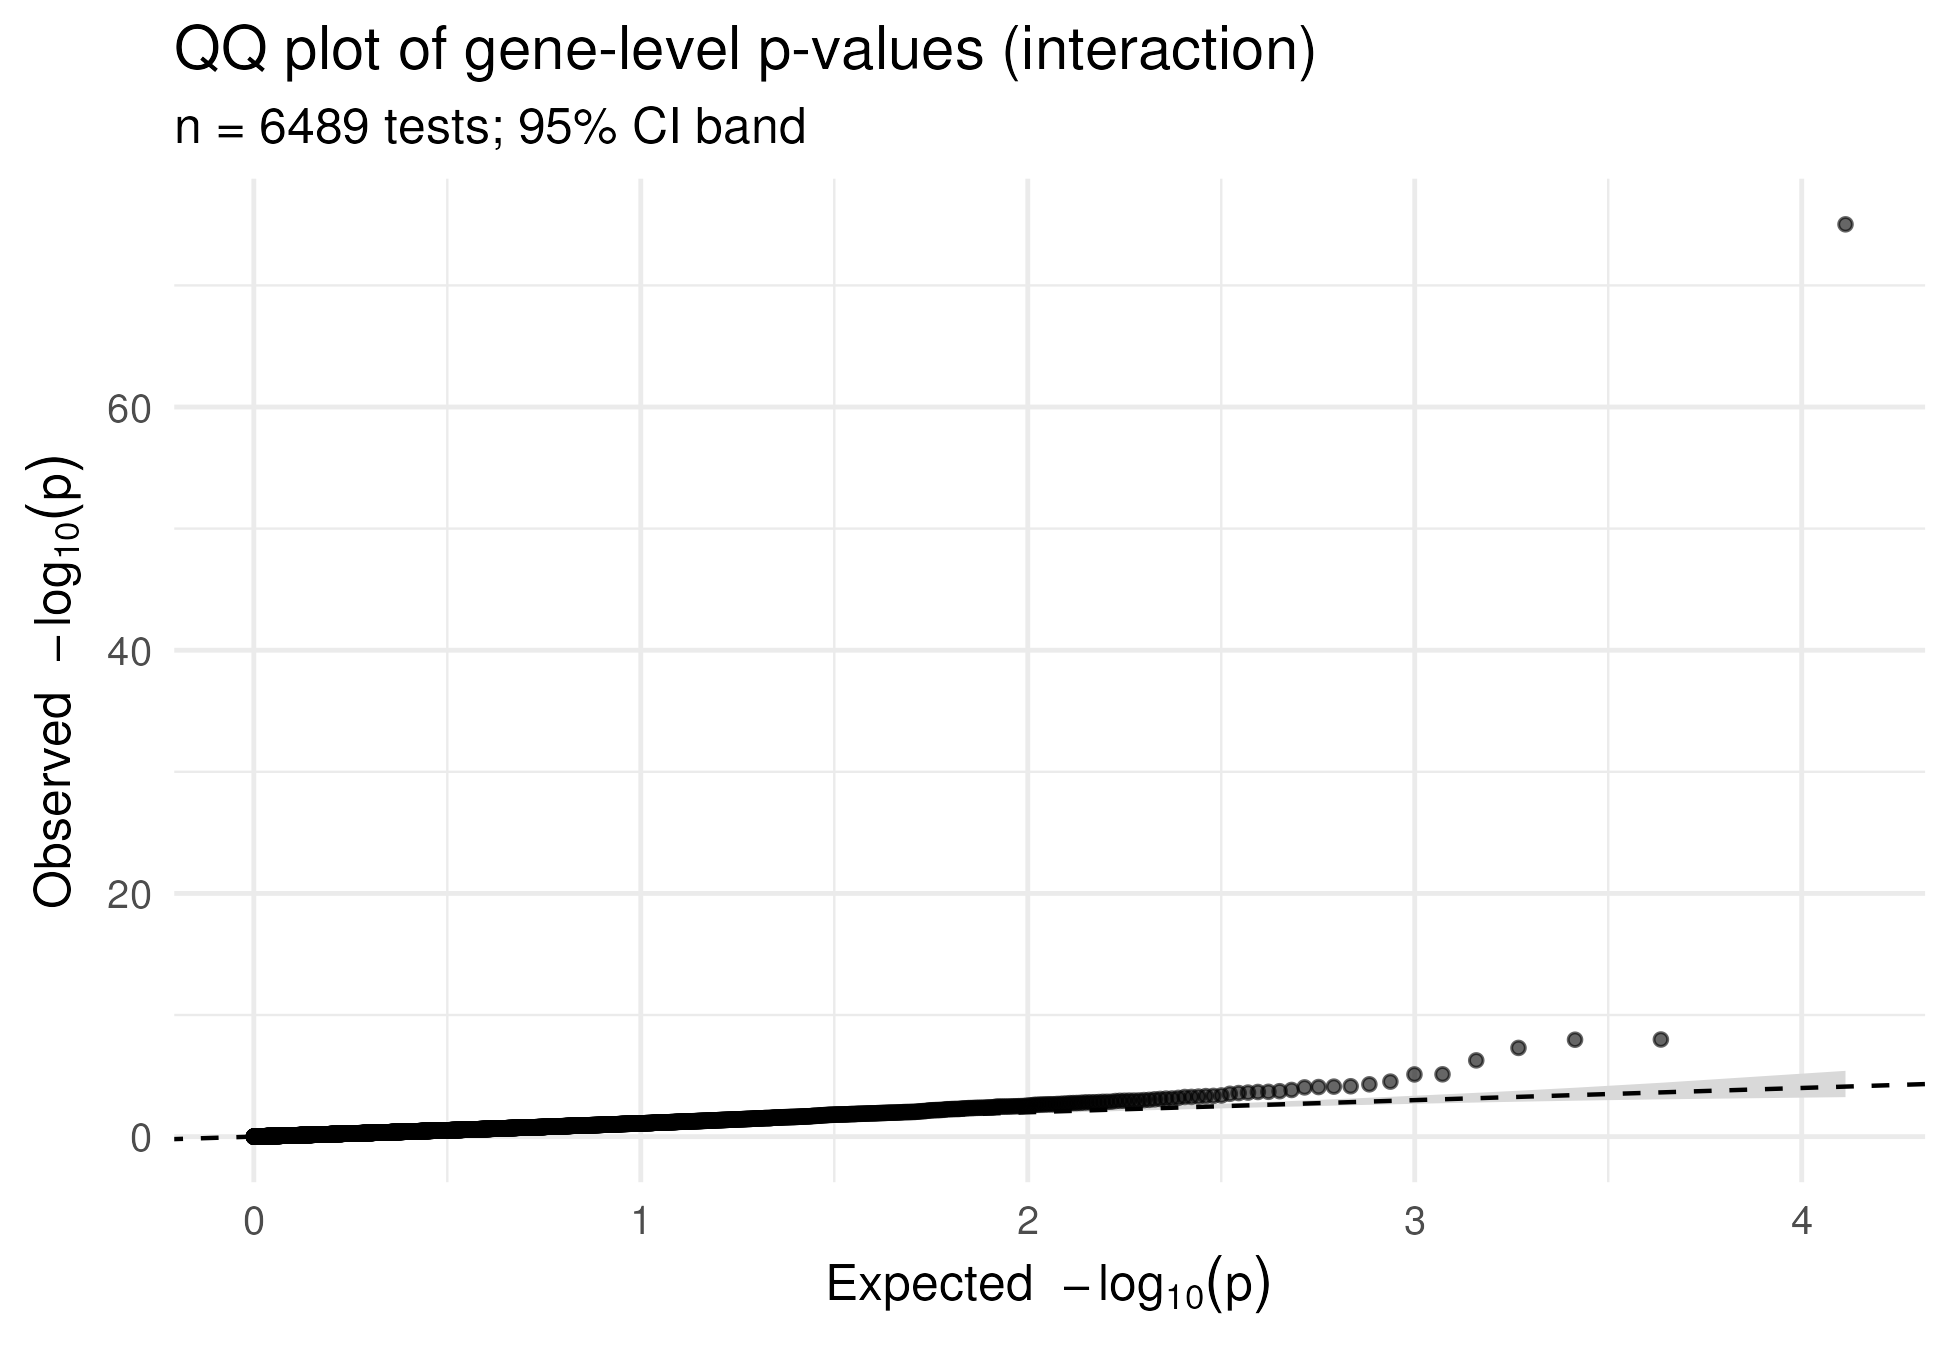 QQ plot of gene-level p-values (interaction)
n = 6489 tests; 95% CI band
Observed −log₁₀(p)
60
40
20
0
0 1 2 3 4
Expected −log₁₀(p)